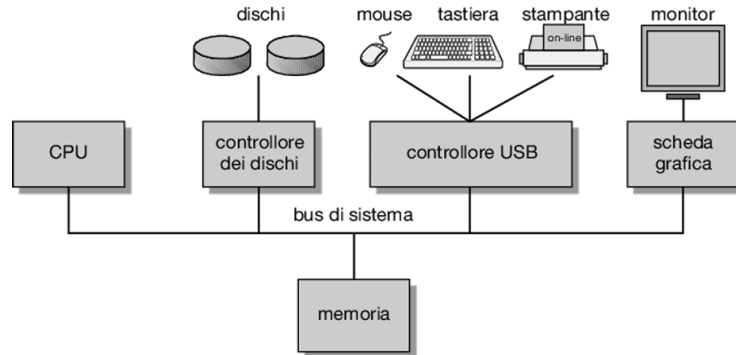 dischi
mouse
tastiera
stampante
monitor
on-line
CPU
controllore
dei dischi
controllore USB
scheda
grafica
bus di sistema
memoria